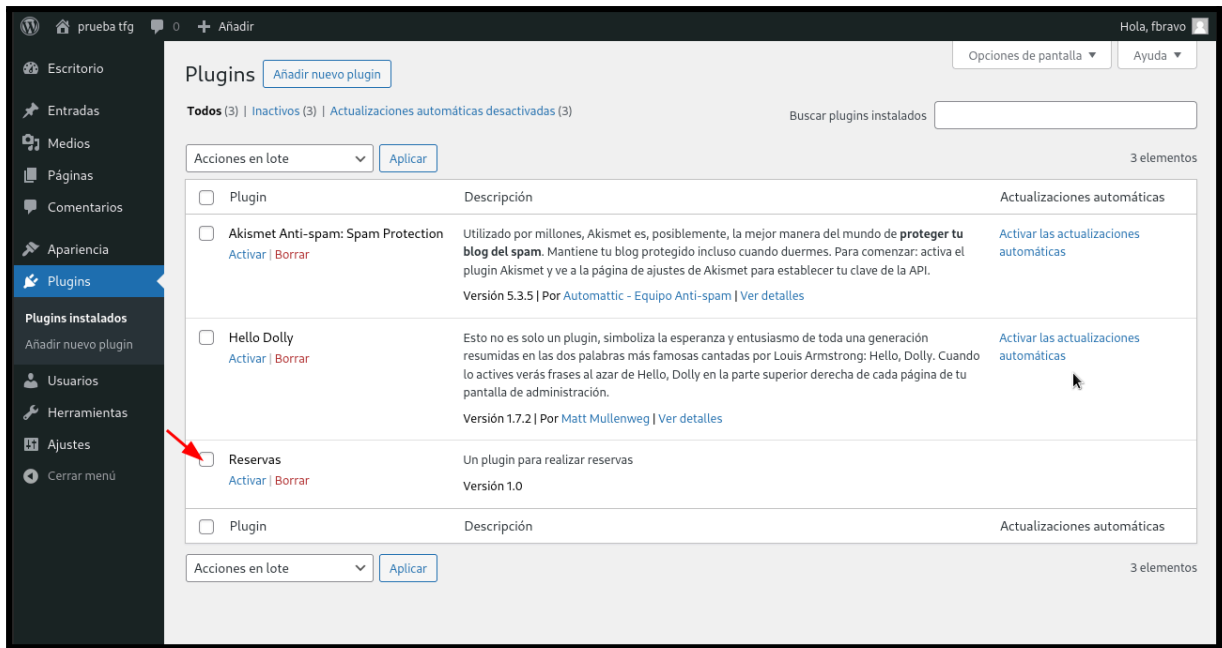 prueba tfg 0 Añadir Hola, fbravo
Escritorio
Entradas
Medios
Páginas
Comentarios
Apariencia
Plugins
Plugins instalados
Añadir nuevo plugin
Usuarios
Herramientas
Ajustes
Cerrar menú
Opciones de pantalla Ayuda
Plugins Añadir nuevo plugin
Todos (3) | Inactivos (3) | Actualizaciones automáticas desactivadas (3)
Buscar plugins instalados
Acciones en lote Aplicar 3 elementos
Plugin Descripción Actualizaciones automáticas
Akismet Anti-spam: Spam Protection
Activar | Borrar
Utilizado por millones, Akismet es, posiblemente, la mejor manera del mundo de proteger tu
blog del spam. Mantiene tu blog protegido incluso cuando duermes. Para comenzar: activa el
plugin Akismet y ve a la página de ajustes de Akismet para establecer tu clave de la API.
Versión 5.3.5 | Por Automattic - Equipo Anti-spam | Ver detalles
Activar las actualizaciones
automáticas
Hello Dolly
Activar | Borrar
Esto no es solo un plugin, simboliza la esperanza y entusiasmo de toda una generación
resumidas en las dos palabras más famosas cantadas por Louis Armstrong: Hello, Dolly. Cuando
lo actives verás frases al azar de Hello, Dolly en la parte superior derecha de cada página de tu
pantalla de administración.
Versión 1.7.2 | Por Matt Mullenweg | Ver detalles
Activar las actualizaciones
automáticas
Reservas
Activar | Borrar
Un plugin para realizar reservas
Versión 1.0
Plugin Descripción Actualizaciones automáticas
Acciones en lote Aplicar 3 elementos